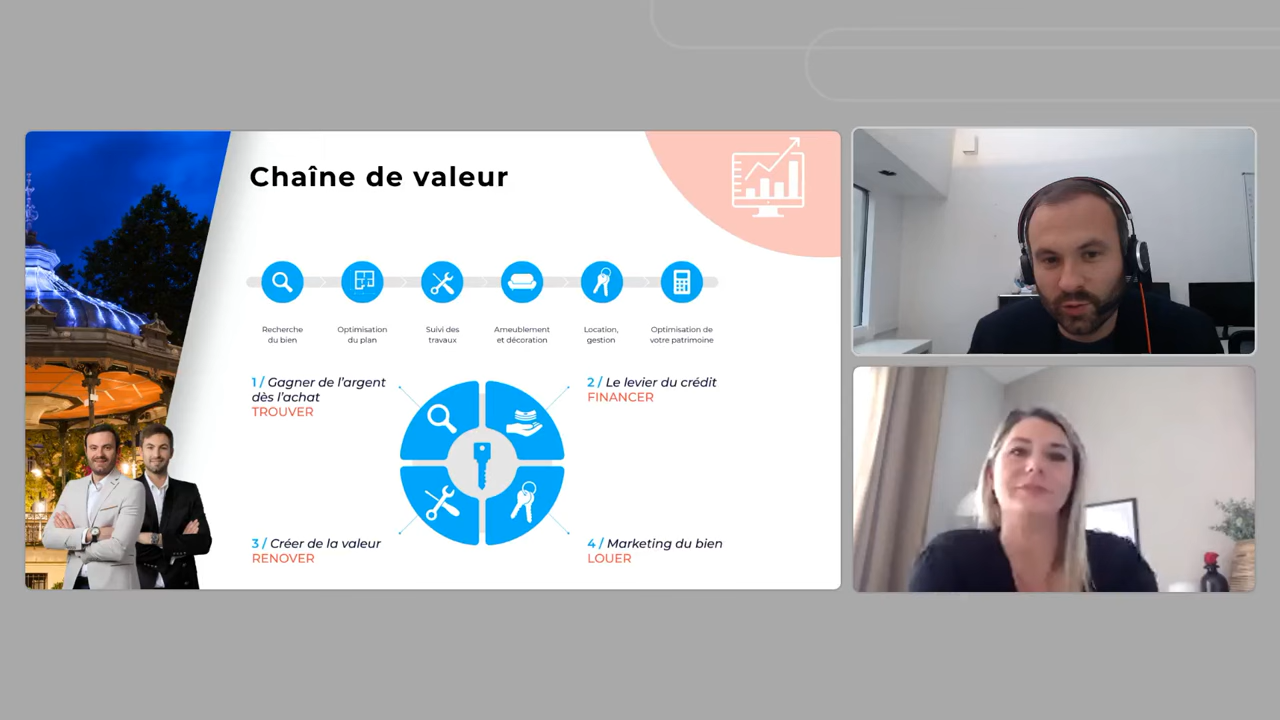 Chaîne de valeur
Recherche
du bien
Optimisation
du plan
Suivi des
travaux
Ameublement
et décoration
Location,
gestion
Optimisation de
votre patrimoine
1 / Gagner de l'argent
dès l'achat
TROUVER
2 / Le levier du crédit
FINANCER
3 / Créer de la valeur
RENOVER
4 / Marketing du bien
LOUER